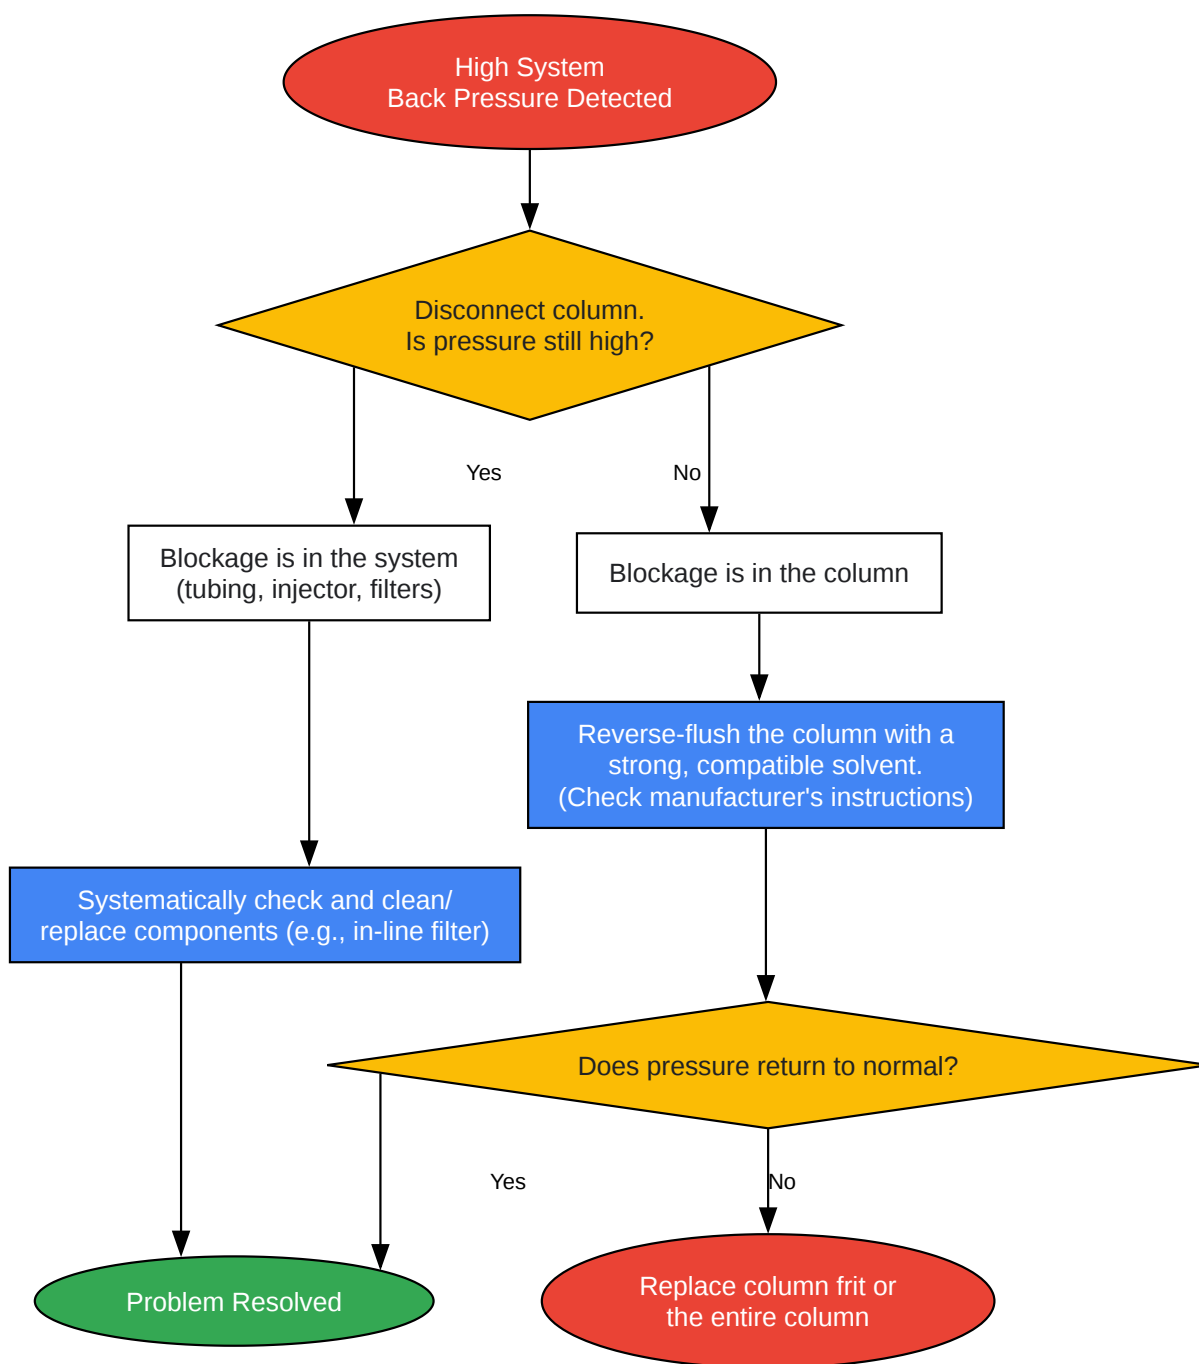 High System
Back Pressure Detected
Disconnect column.
Is pressure still high?
Yes
No
Blockage is in the system
(tubing, injector, filters)
Blockage is in the column
Reverse-flush the column with a
strong, compatible solvent.
(Check manufacturer's instructions)
Systematically check and clean/
replace components (e.g., in-line filter)
Does pressure return to normal?
Yes
No
Problem Resolved
Replace column frit or
the entire column